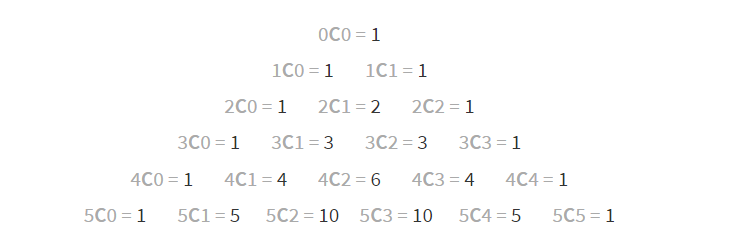 0C0 = 1
1C0 = 1 1C1 = 1
2C0 = 1 2C1 = 2 2C2 = 1
3C0 = 1 3C1 = 3 3C2 = 3 3C3 = 1
4C0 = 1 4C1 = 4 4C2 = 6 4C3 = 4 4C4 = 1
5C0 = 1 5C1 = 5 5C2 = 10 5C3 = 10 5C4 = 5 5C5 = 1